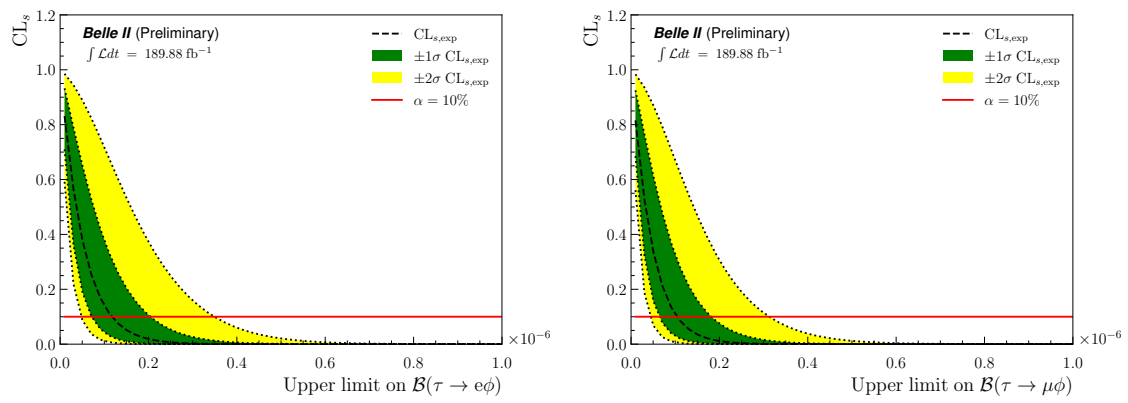 CLₛ
1.2
1.0
0.8
0.6
0.4
0.2
0.0
Belle II (Preliminary)
∫ ℒdt = 189.88 fb⁻¹
CLₛ,ₑₓₚ
±1σ CLₛ,ₑₓₚ
±2σ CLₛ,ₑₓₚ
α = 10%
0.0 0.2 0.4 0.6 0.8 1.0
×10⁻⁶
Upper limit on ℬ(τ → eϕ)
CLₛ
1.2
1.0
0.8
0.6
0.4
0.2
0.0
Belle II (Preliminary)
∫ ℒdt = 189.88 fb⁻¹
CLₛ,ₑₓₚ
±1σ CLₛ,ₑₓₚ
±2σ CLₛ,ₑₓₚ
α = 10%
0.0 0.2 0.4 0.6 0.8 1.0
×10⁻⁶
Upper limit on ℬ(τ → μϕ)